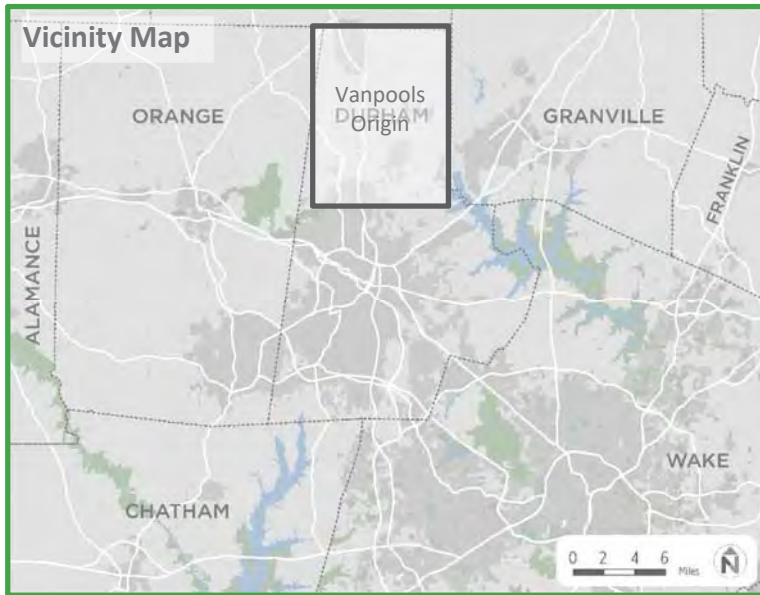 Vicinity Map
Vanpools
DURHAM
Origin
ORANGE
GRANVILLE
FRANKLIN
ALAMANCE
WAKE
CHATHAM
0 2 4 6
Miles
N